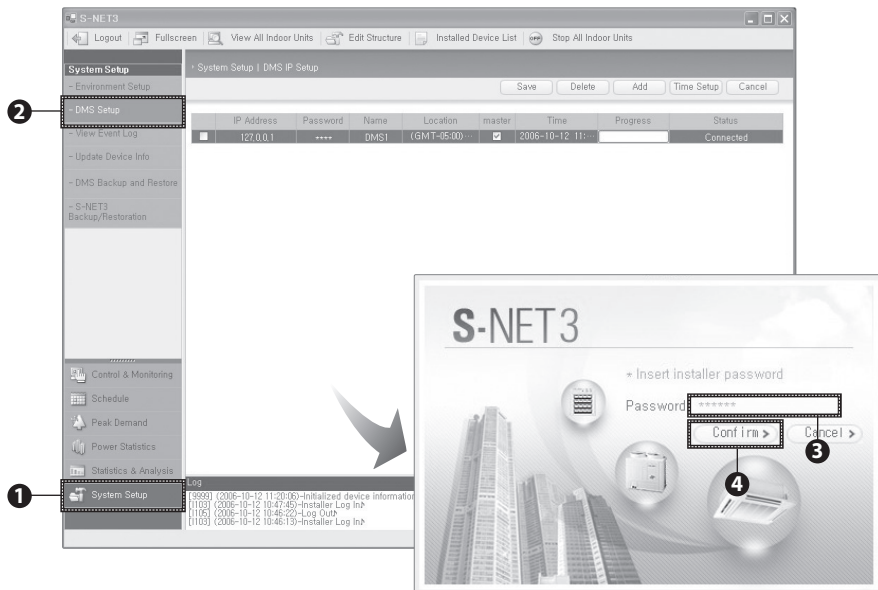 S-NET3
Logout Fullscreen View All Indoor Units Edit Structure Installed Device List OFF Stop All Indoor Units
System Setup
- Environment Setup
- DMS Setup
- View Event Log
- Update Device Info
- DMS Backup and Restore
- S-NET3
Backup/Restoration
System Setup | DMS IP Setup
Save Delete Add Time Setup Cancel
IP Address Password Name Location master Time Progress Status
127.0.0.1 **** DMS1 (GMT-05:00)··· 2006-10-12 11:··· Connected
2
Control & Monitoring
Schedule
Peak Demand
Power Statistics
Statistics & Analysis
System Setup
1
Log
[9999] (2006-10-12 11:20:06)-Initialized device information
[1103] (2006-10-12 10:47:45)-Installer Log In
[1105] (2006-10-12 10:46:22)-Log Out
[1103] (2006-10-12 10:46:13)-Installer Log In
S-NET3
* Insert installer password
Password ******
Confirm > Cancel >
3
4